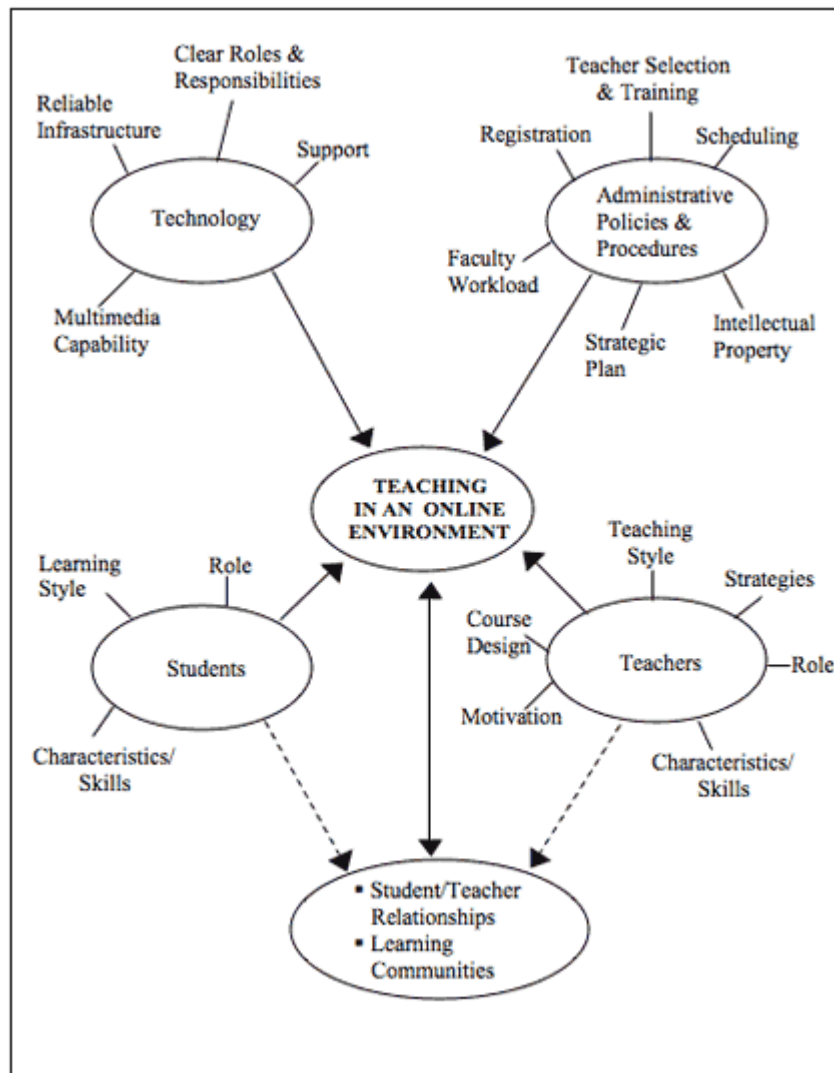 Clear Roles &
Responsibilities
Reliable
Infrastructure
Support
Technology
Multimedia
Capability
Teacher Selection
& Training
Registration
Scheduling
Administrative
Policies &
Procedures
Faculty
Workload
Strategic
Plan
Intellectual
Property
TEACHING
IN AN ONLINE
ENVIRONMENT
Learning
Style
Role
Students
Characteristics/
Skills
Teaching
Style
Strategies
Course
Design
Teachers
Role
Motivation
Characteristics/
Skills
▪ Student/Teacher
Relationships
▪ Learning
Communities